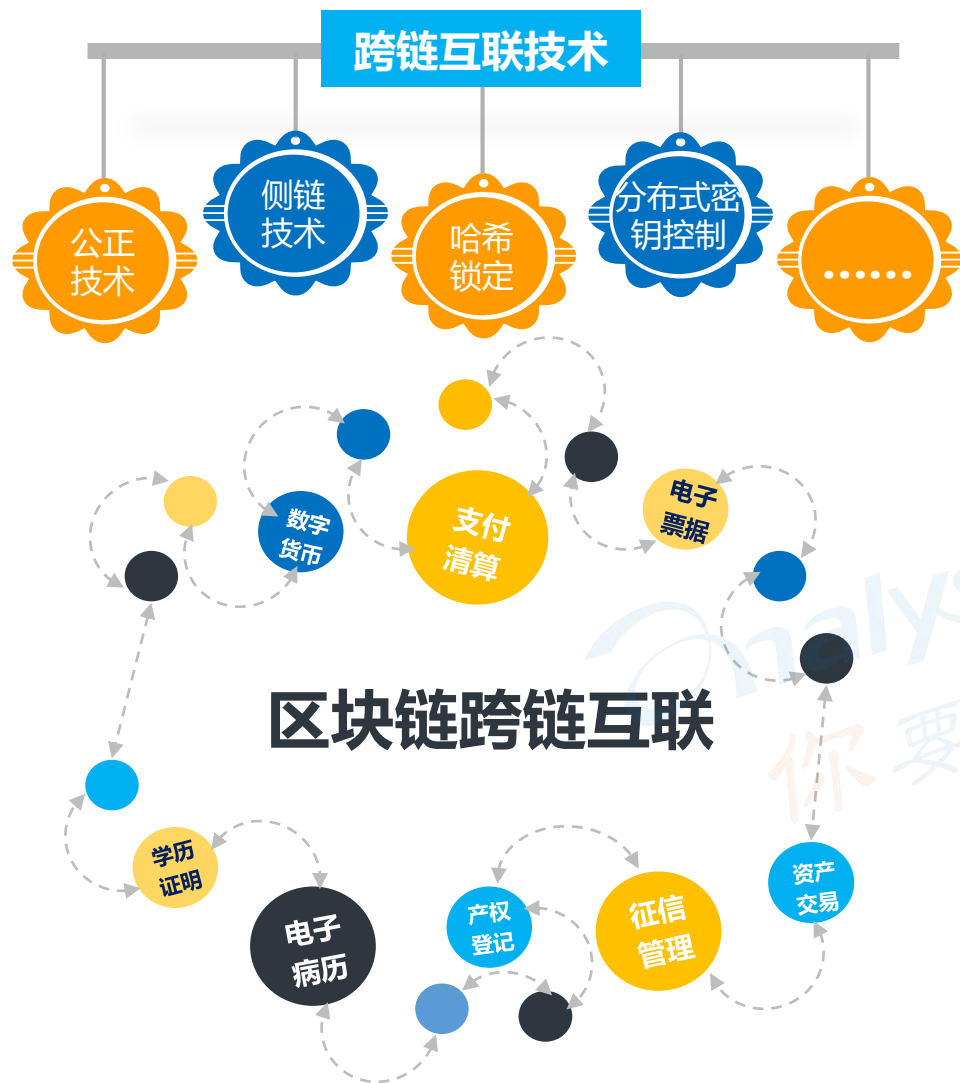 跨链互联技术
公正
技术
侧链
技术
哈希
锁定
分布式密
钥控制
......
数字
货币
支付
清算
电子
票据
区块链跨链互联
学历
证明
电子
病历
产权
登记
征信
管理
资产
交易
你要